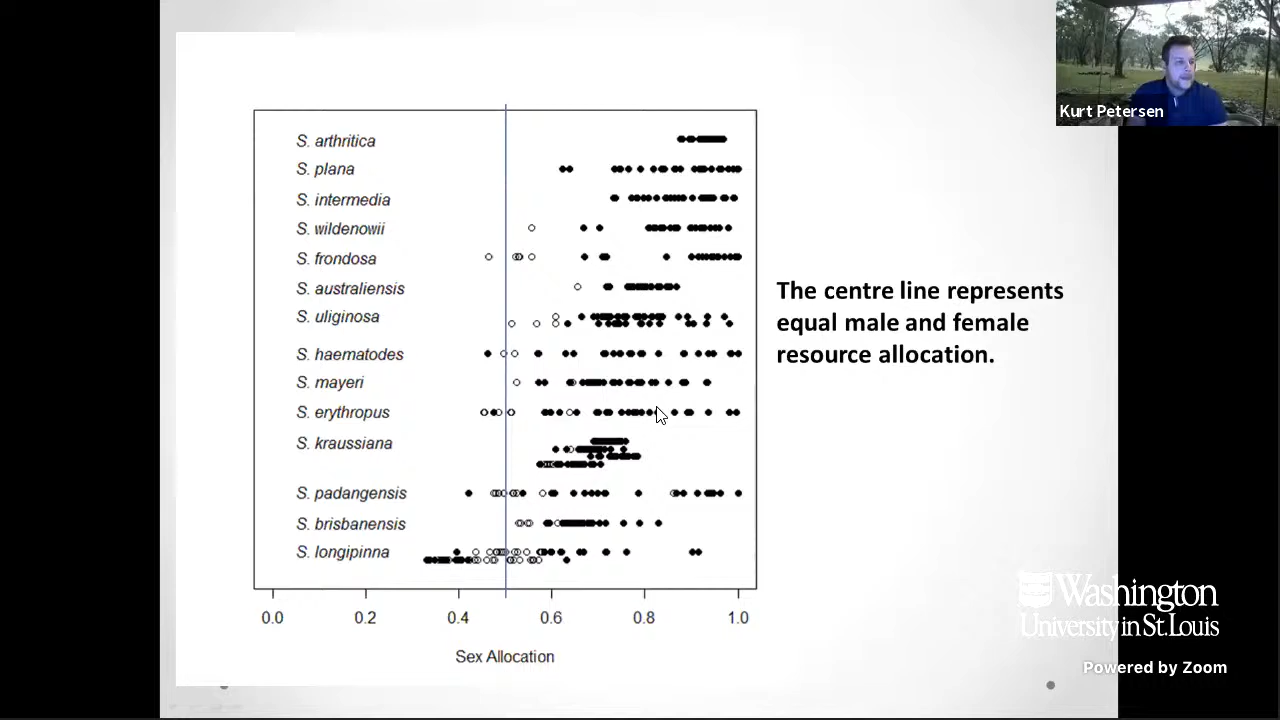 Kurt Petersen
S. arthritica
S. plana
S. intermedia
S. wildenowii
S. frondosa
S. australiensis
S. uliginosa
S. haematodes
S. mayeri
S. erythropus
S. kraussiana
S. padangensis
S. brisbanensis
S. longipinna
0.0 0.2 0.4 0.6 0.8 1.0
Sex Allocation
The centre line represents
equal male and female
resource allocation.
Washington
University in St. Louis
Powered by Zoom